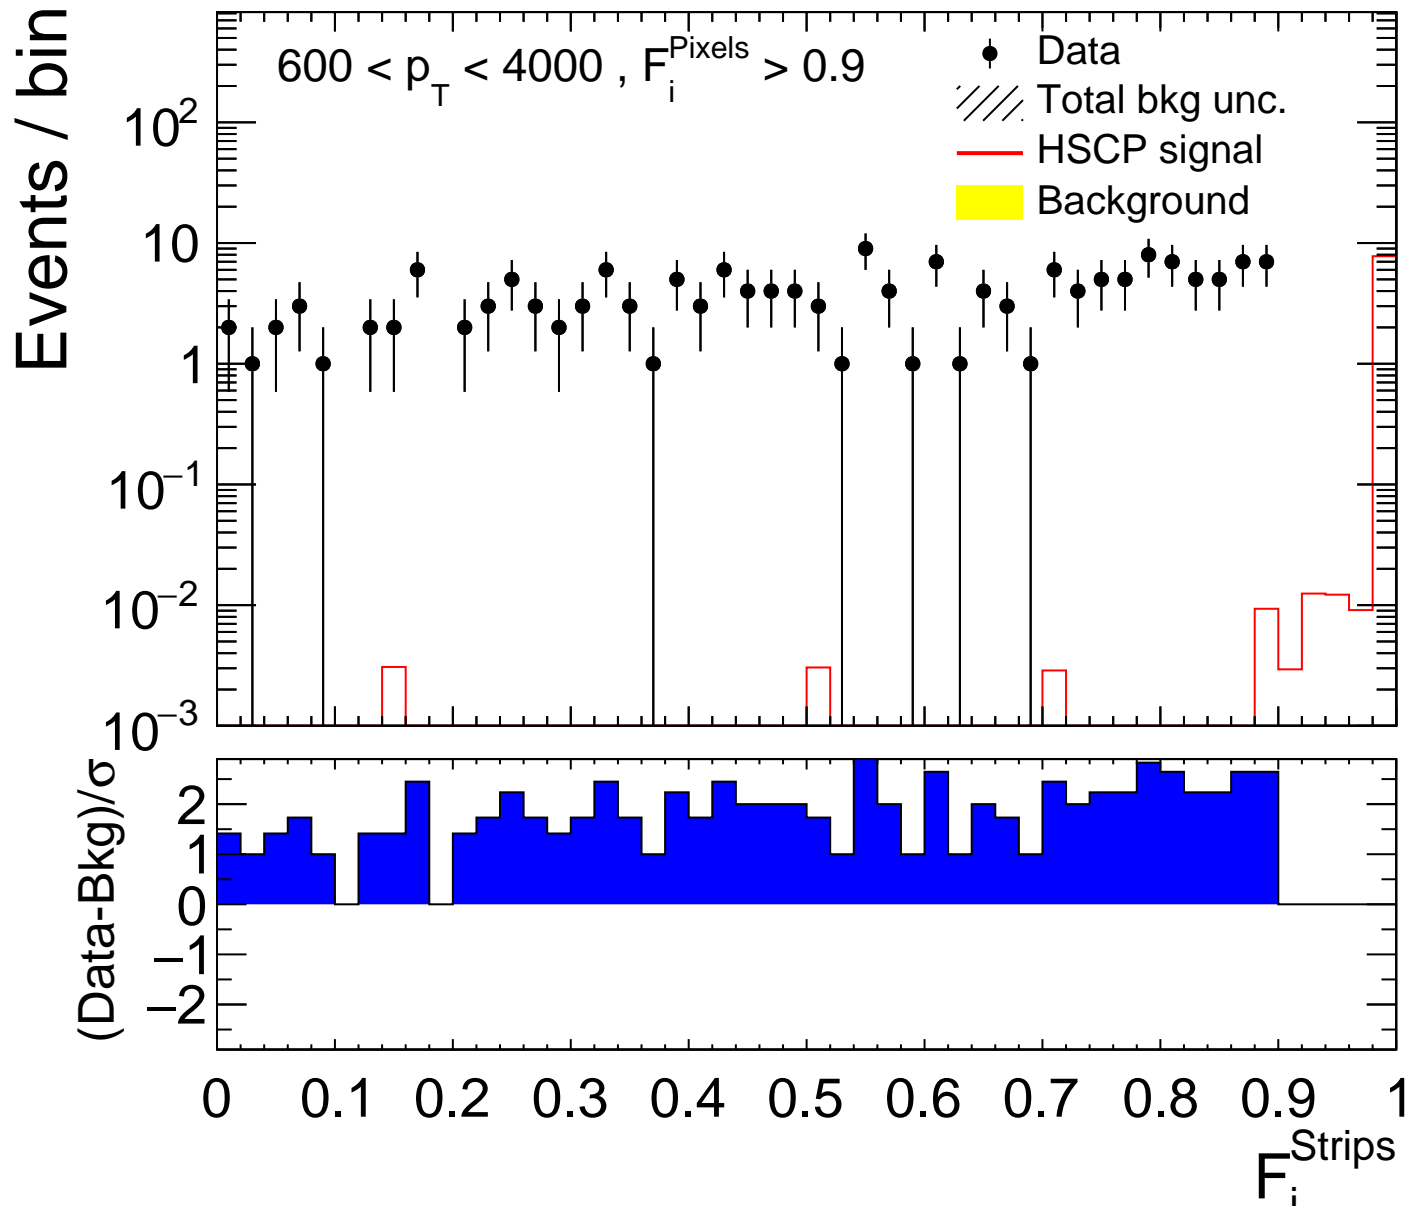 Events / bin
600 < p_T < 4000 , F_i^Pixels > 0.9
Data
Total bkg unc.
HSCP signal
Background
10²
10
1
10⁻¹
10⁻²
10⁻³
(Data-Bkg)/σ
2
1
0
−1
−2
0 0.1 0.2 0.3 0.4 0.5 0.6 0.7 0.8 0.9 1
F_i^Strips